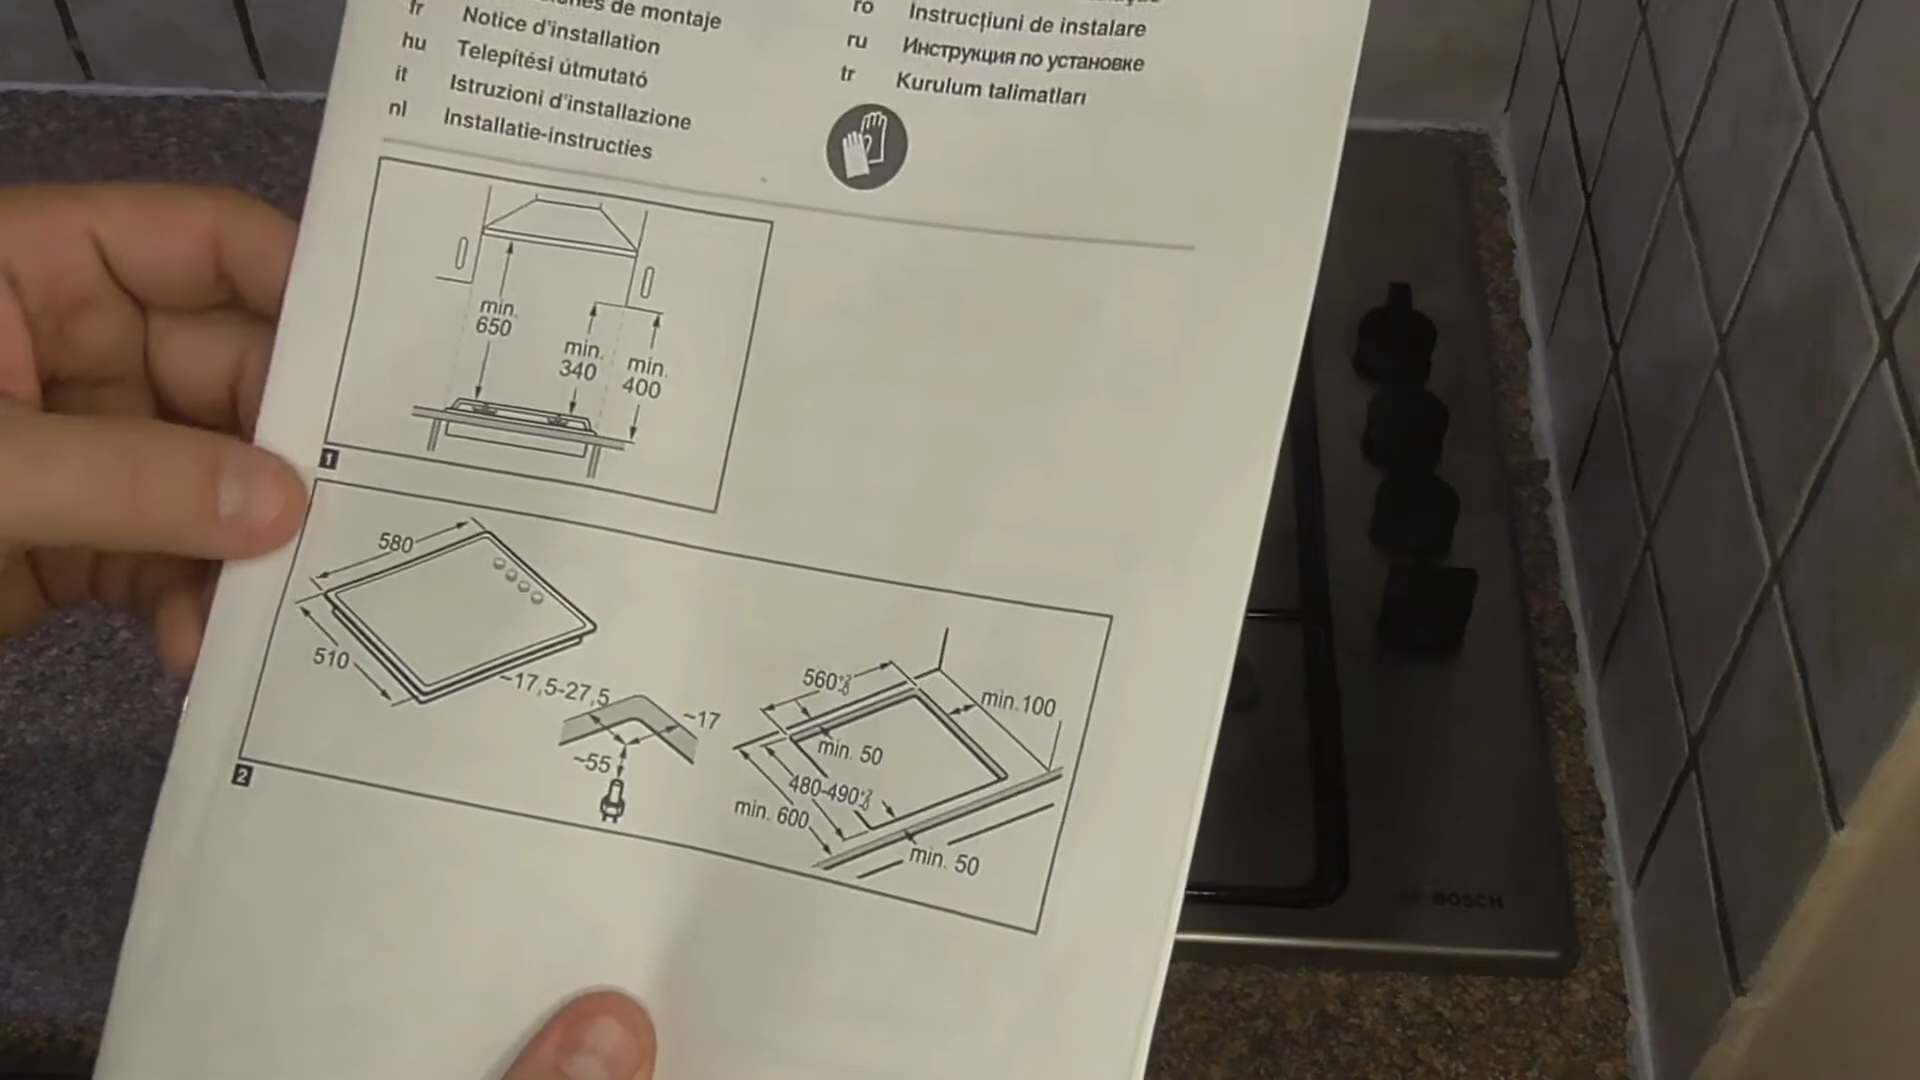 de montaje
fr Notice d'installation
hu Telepítési útmutató
it Istruzioni d'installazione
nl Installatie-instructies
ro Instrucțiuni de instalare
ru Инструкция по установке
tr Kurulum talimatları
min.
650
min.
340
min.
400
1
580
510
~17,5-27,5
~17
~55
560
min. 50
min. 100
480-490
min. 600
min. 50
2
BOSCH